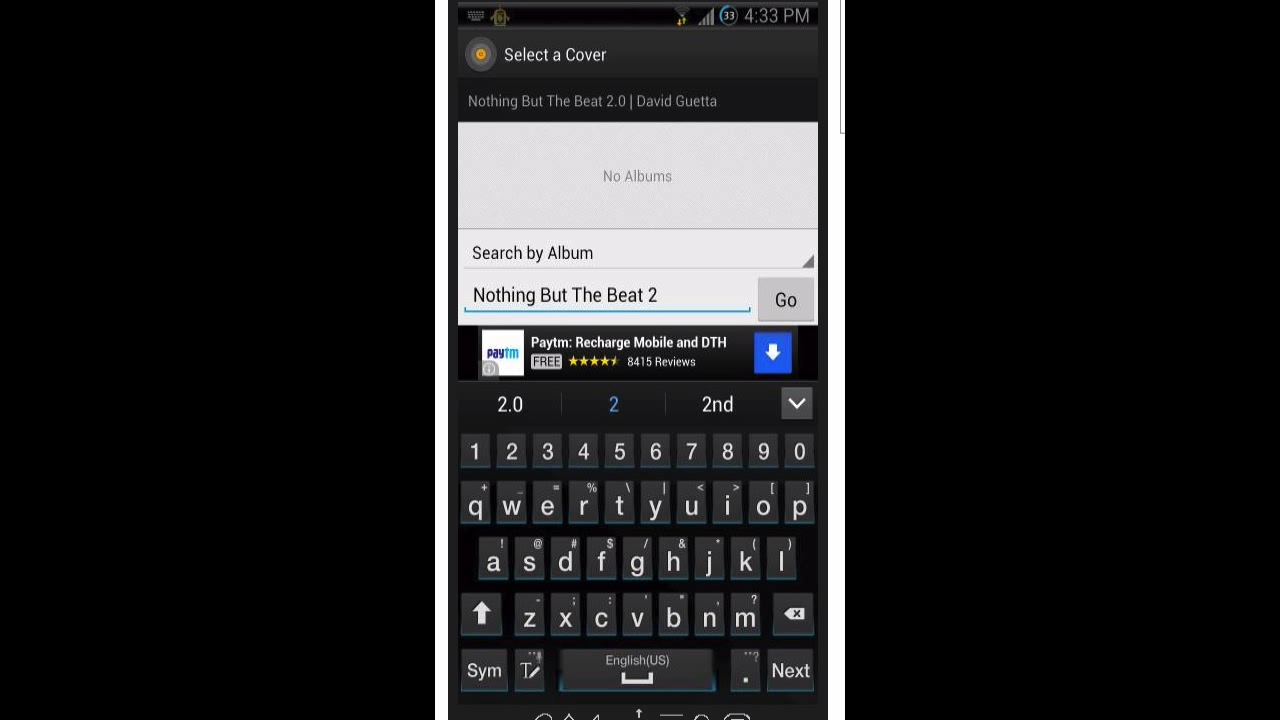 33 4:33 PM
Select a Cover
Nothing But The Beat 2.0 | David Guetta
No Albums
Search by Album
Nothing But The Beat 2
Go
paytm
Paytm: Recharge Mobile and DTH
FREE 8415 Reviews
2.0 2 2nd
1 2 3 4 5 6 7 8 9 0
+ _ = % \ | < > [ ]
q w e r t y u i o p
! @ # $ / & * ( )
a s d f g h j k l
- ; : ' " , ?
z x c v b n m
English(US)
Sym T . Next